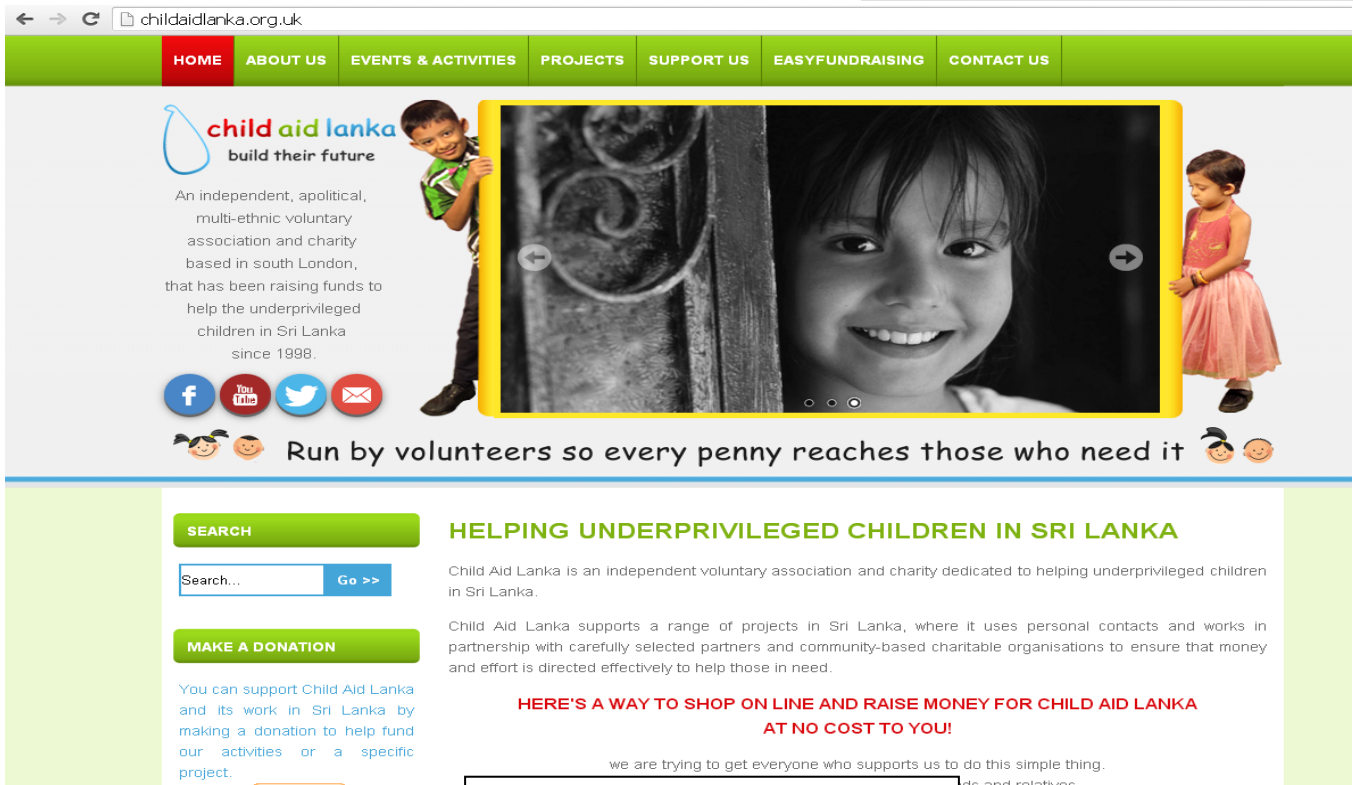 childaidlanka.org.uk
HOME ABOUT US EVENTS & ACTIVITIES PROJECTS SUPPORT US EASYFUNDRAISING CONTACT US
child aid lanka
build their future
An independent, apolitical,
multi-ethnic voluntary
association and charity
based in south London,
that has been raising funds to
help the underprivileged
children in Sri Lanka
since 1998.
f You Tube
Run by volunteers so every penny reaches those who need it
SEARCH
Search... Go >>
MAKE A DONATION
You can support Child Aid Lanka
and its work in Sri Lanka by
making a donation to help fund
our activities or a specific
project.
HELPING UNDERPRIVILEGED CHILDREN IN SRI LANKA
Child Aid Lanka is an independent voluntary association and charity dedicated to helping underprivileged children
in Sri Lanka.
Child Aid Lanka supports a range of projects in Sri Lanka, where it uses personal contacts and works in
partnership with carefully selected partners and community-based charitable organisations to ensure that money
and effort is directed effectively to help those in need.
HERE'S A WAY TO SHOP ON LINE AND RAISE MONEY FOR CHILD AID LANKA
AT NO COST TO YOU!
we are trying to get everyone who supports us to do this simple thing.
and relatives